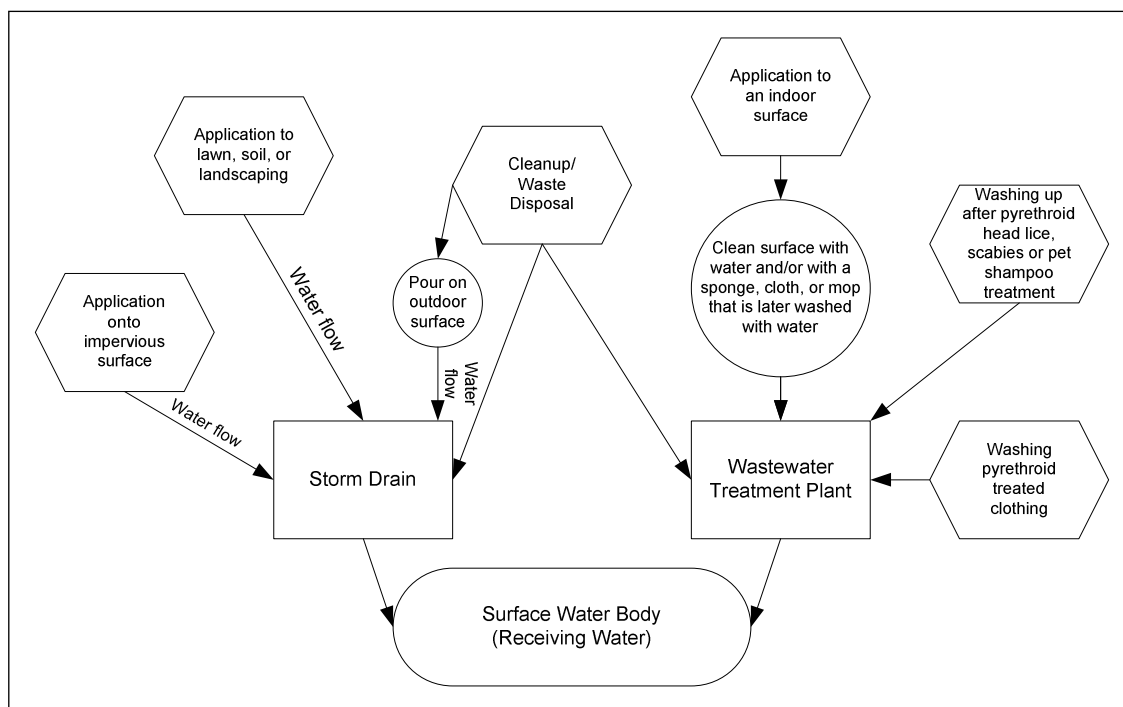 Application to
an indoor
surface
Application to
lawn, soil, or
landscaping
Cleanup/
Waste
Disposal
Washing up
after pyrethroid
head lice,
scabies or pet
shampoo
treatment
Clean surface with
water and/or with a
sponge, cloth, or mop
that is later washed
with water
Pour on
outdoor
surface
Application
onto
impervious
surface
Water flow
Water
flow
Water flow
Storm Drain
Wastewater
Treatment Plant
Washing
pyrethroid
treated
clothing
Surface Water Body
(Receiving Water)